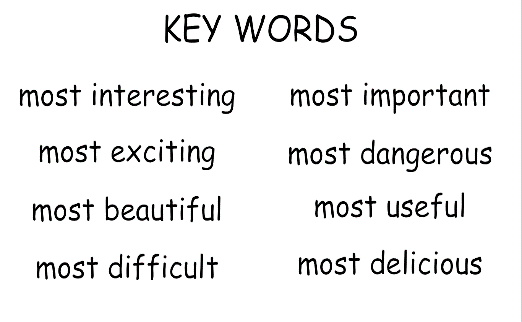 KEY WORDS
most interesting
most important
most exciting
most dangerous
most beautiful
most useful
most difficult
most delicious